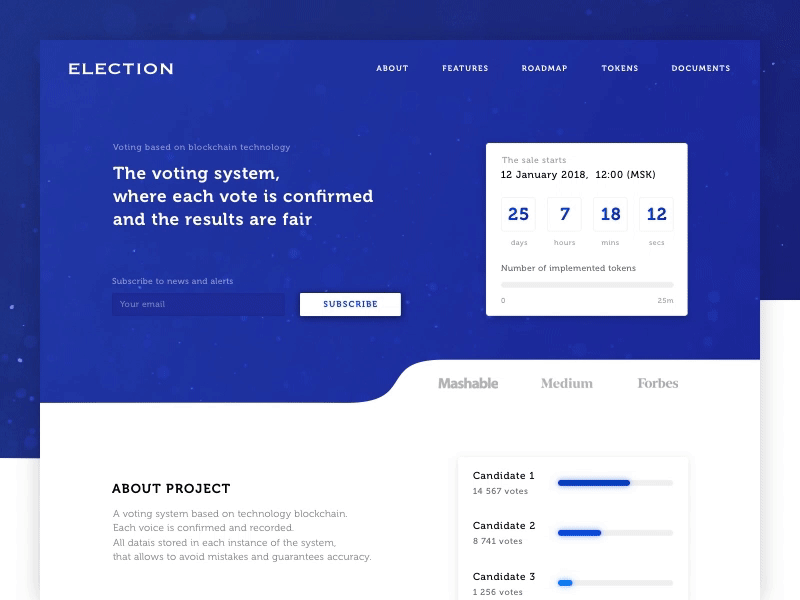 ELECTION
ABOUT FEATURES ROADMAP TOKENS DOCUMENTS
Voting based on blockchain technology
The voting system,
where each vote is confirmed
and the results are fair
Subscribe to news and alerts
Your email
SUBSCRIBE
The sale starts
12 January 2018, 12:00 (MSK)
25 7 18 12
days hours mins secs
Number of implemented tokens
0 25m
Mashable Medium Forbes
ABOUT PROJECT
A voting system based on technology blockchain.
Each voice is confirmed and recorded.
All datais stored in each instance of the system,
that allows to avoid mistakes and guarantees accuracy.
Candidate 1
14 567 votes
Candidate 2
8 741 votes
Candidate 3
1 256 votes